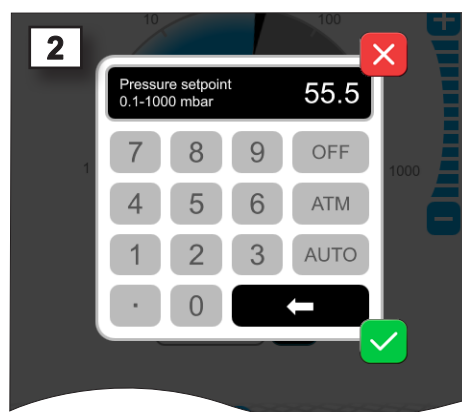 10
100
2
Pressure setpoint
0.1-1000 mbar
55.5
1
1000
7 8 9 OFF
4 5 6 ATM
1 2 3 AUTO
. 0